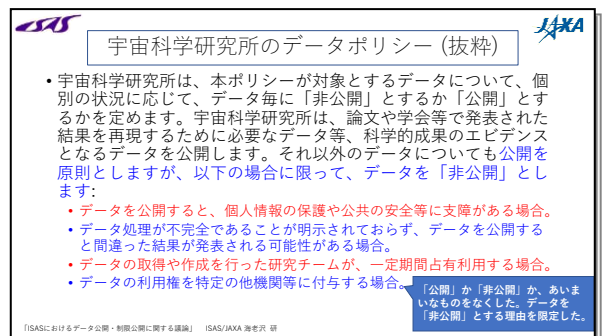 ISAS
JAXA
宇宙科学研究所のデータポリシー (抜粋)
• 宇宙科学研究所は、本ポリシーが対象とするデータについて、個
別の状況に応じて、データ毎に「非公開」とするか「公開」とす
るかを定めます。宇宙科学研究所は、論文や学会等で発表された
結果を再現するために必要なデータ等、科学的成果のエビデンス
となるデータを公開します。それ以外のデータについても公開を
原則としますが、以下の場合に限って、データを「非公開」とし
ます:
• データを公開すると、個人情報の保護や公共の安全等に支障がある場合。
• データ処理が不完全であることが明示されておらず、データを公開する
と間違った結果が発表される可能性がある場合。
• データの取得や作成を行った研究チームが、一定期間占有利用する場合。
• データの利用権を特定の他機関等に付与する場合。
「公開」か「非公開」か、あいま
いなものをなくした。データを
「非公開」とする理由を限定した。
「ISASにおけるデータ公開・制限公開に関する議論」 ISAS/JAXA 海老沢 研